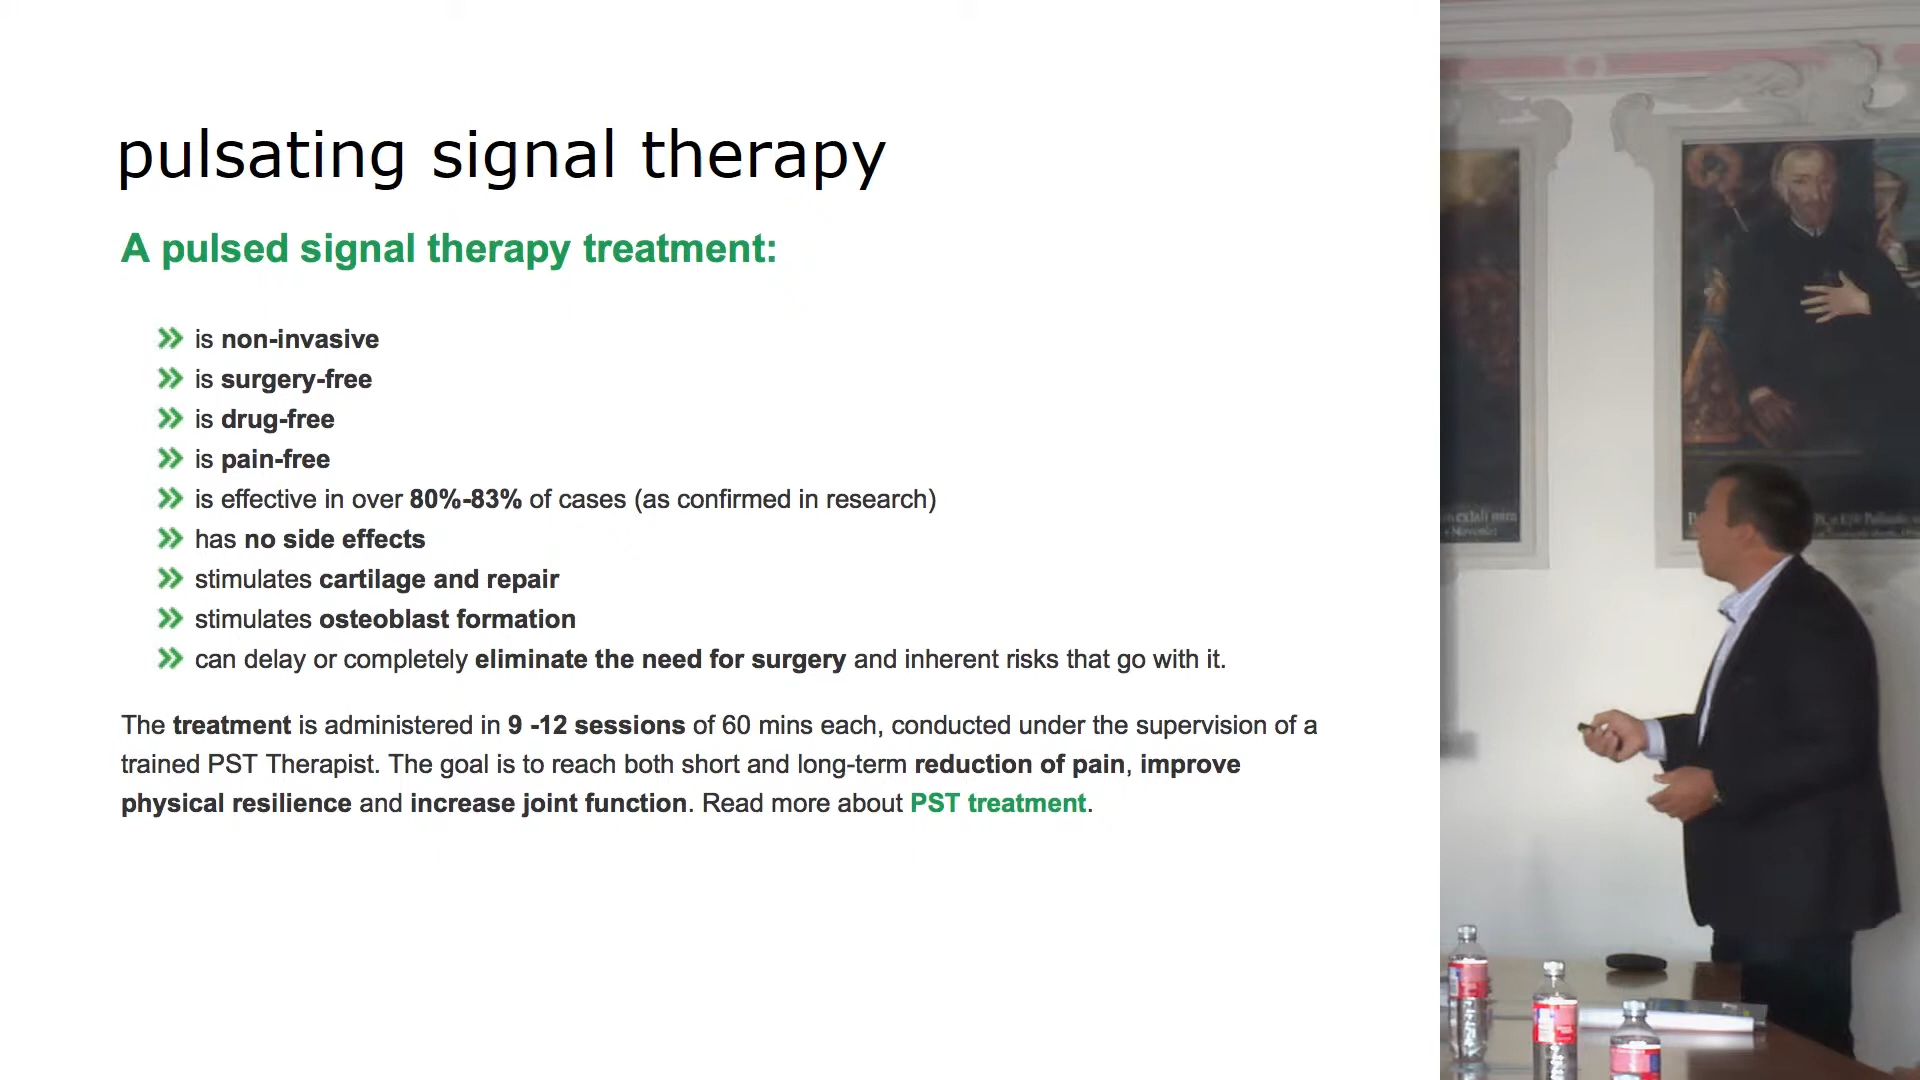 pulsating signal therapy
A pulsed signal therapy treatment:
is non-invasive
is surgery-free
is drug-free
is pain-free
is effective in over 80%-83% of cases (as confirmed in research)
has no side effects
stimulates cartilage and repair
stimulates osteoblast formation
can delay or completely eliminate the need for surgery and inherent risks that go with it.
The treatment is administered in 9 -12 sessions of 60 mins each, conducted under the supervision of a
trained PST Therapist. The goal is to reach both short and long-term reduction of pain, improve
physical resilience and increase joint function. Read more about PST treatment.